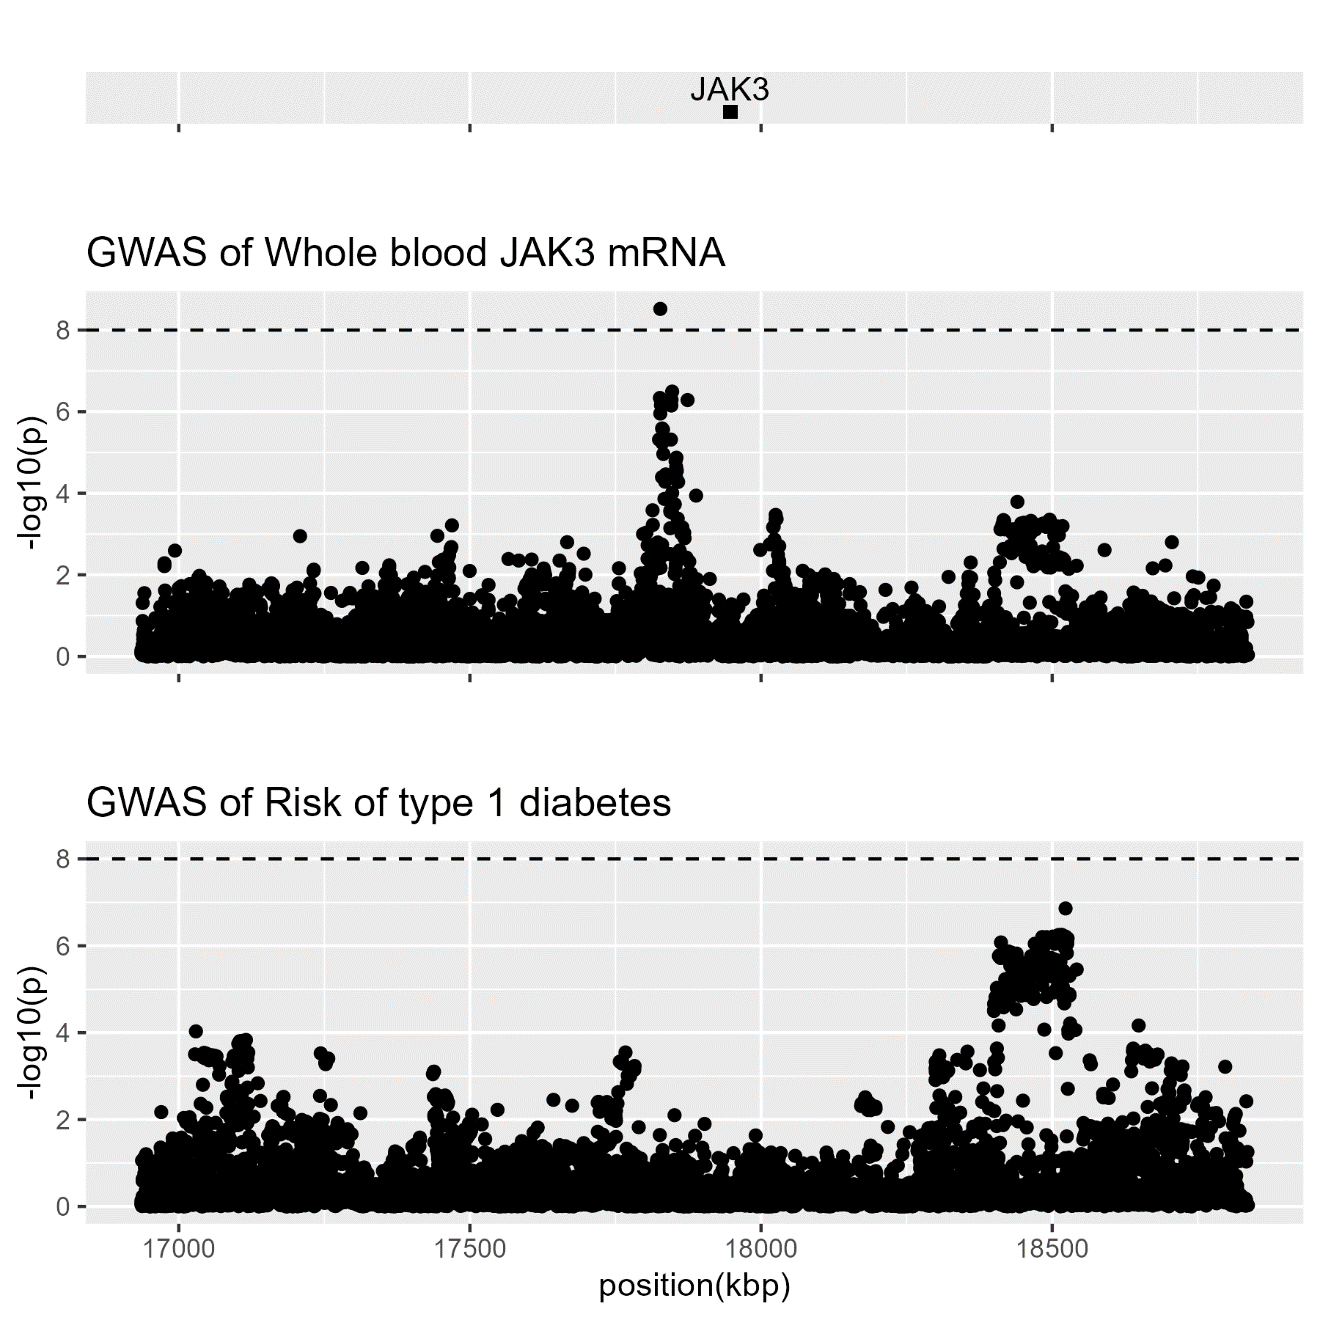 JAK3
GWAS of Whole blood JAK3 mRNA
8
6
4
2
0
-log10(p)
GWAS of Risk of type 1 diabetes
8
6
4
2
0
-log10(p)
17000 17500 18000 18500
position(kbp)